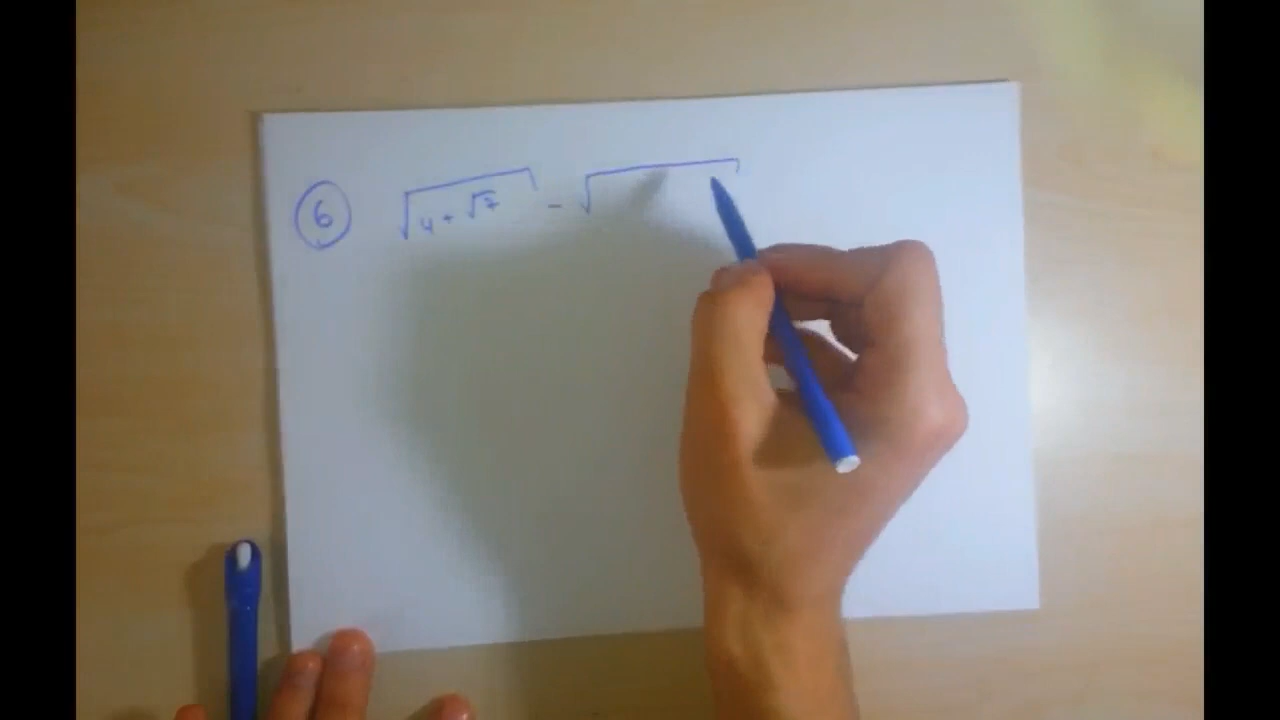 6 √(4 + √7) - √